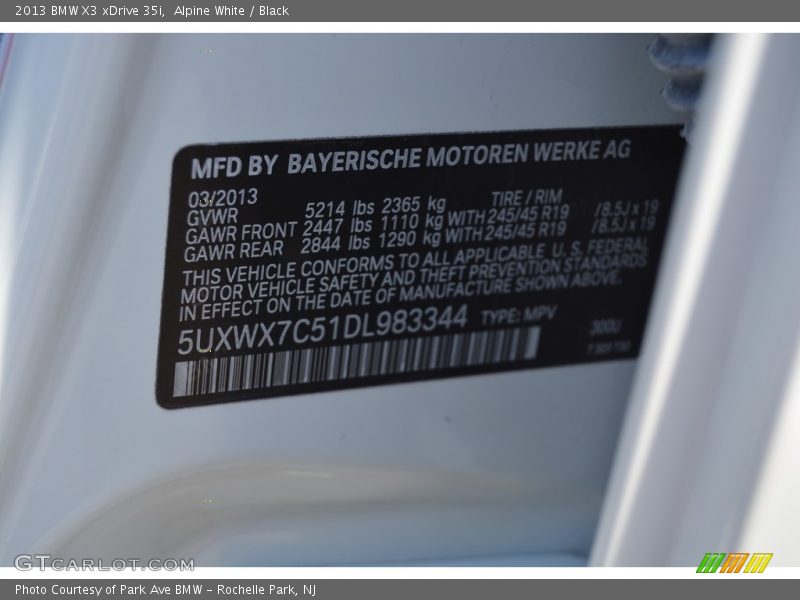 2013 BMW X3 xDrive 35i, Alpine White / Black
MFD BY BAYERISCHE MOTOREN WERKE AG
03/2013 TIRE / RIM
GVWR 5214 lbs 2365 kg
GAWR FRONT 2447 lbs 1110 kg WITH 245/45 R19 /8.5J x 19
GAWR REAR 2844 lbs 1290 kg WITH 245/45 R19 /8.5J x 19
THIS VEHICLE CONFORMS TO ALL APPLICABLE U. S. FEDERAL
MOTOR VEHICLE SAFETY AND THEFT PREVENTION STANDARDS
IN EFFECT ON THE DATE OF MANUFACTURE SHOWN ABOVE.
5UXWX7C51DL983344 TYPE: MPV
300U
GTCARLOT.COM
Photo Courtesy of Park Ave BMW – Rochelle Park, NJ